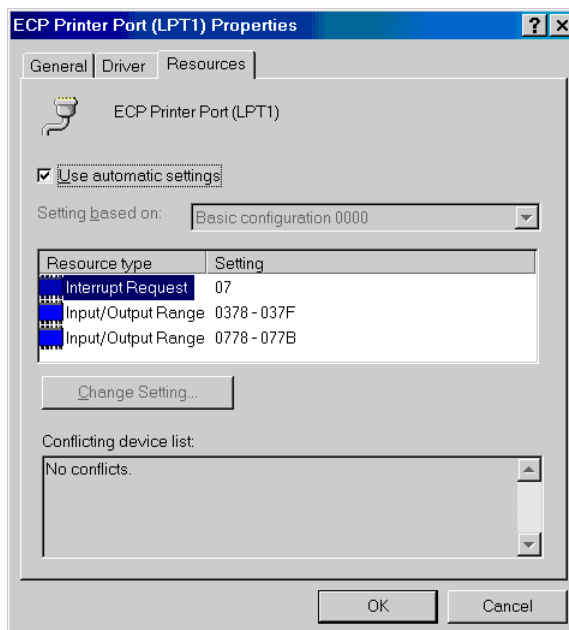 ECP Printer Port (LPT1) Properties
General Driver Resources
ECP Printer Port (LPT1)
Use automatic settings
Setting based on: Basic configuration 0000
Resource type Setting
Interrupt Request 07
Input/Output Range 0378 - 037F
Input/Output Range 0778 - 077B
Change Setting...
Conflicting device list:
No conflicts.
OK Cancel